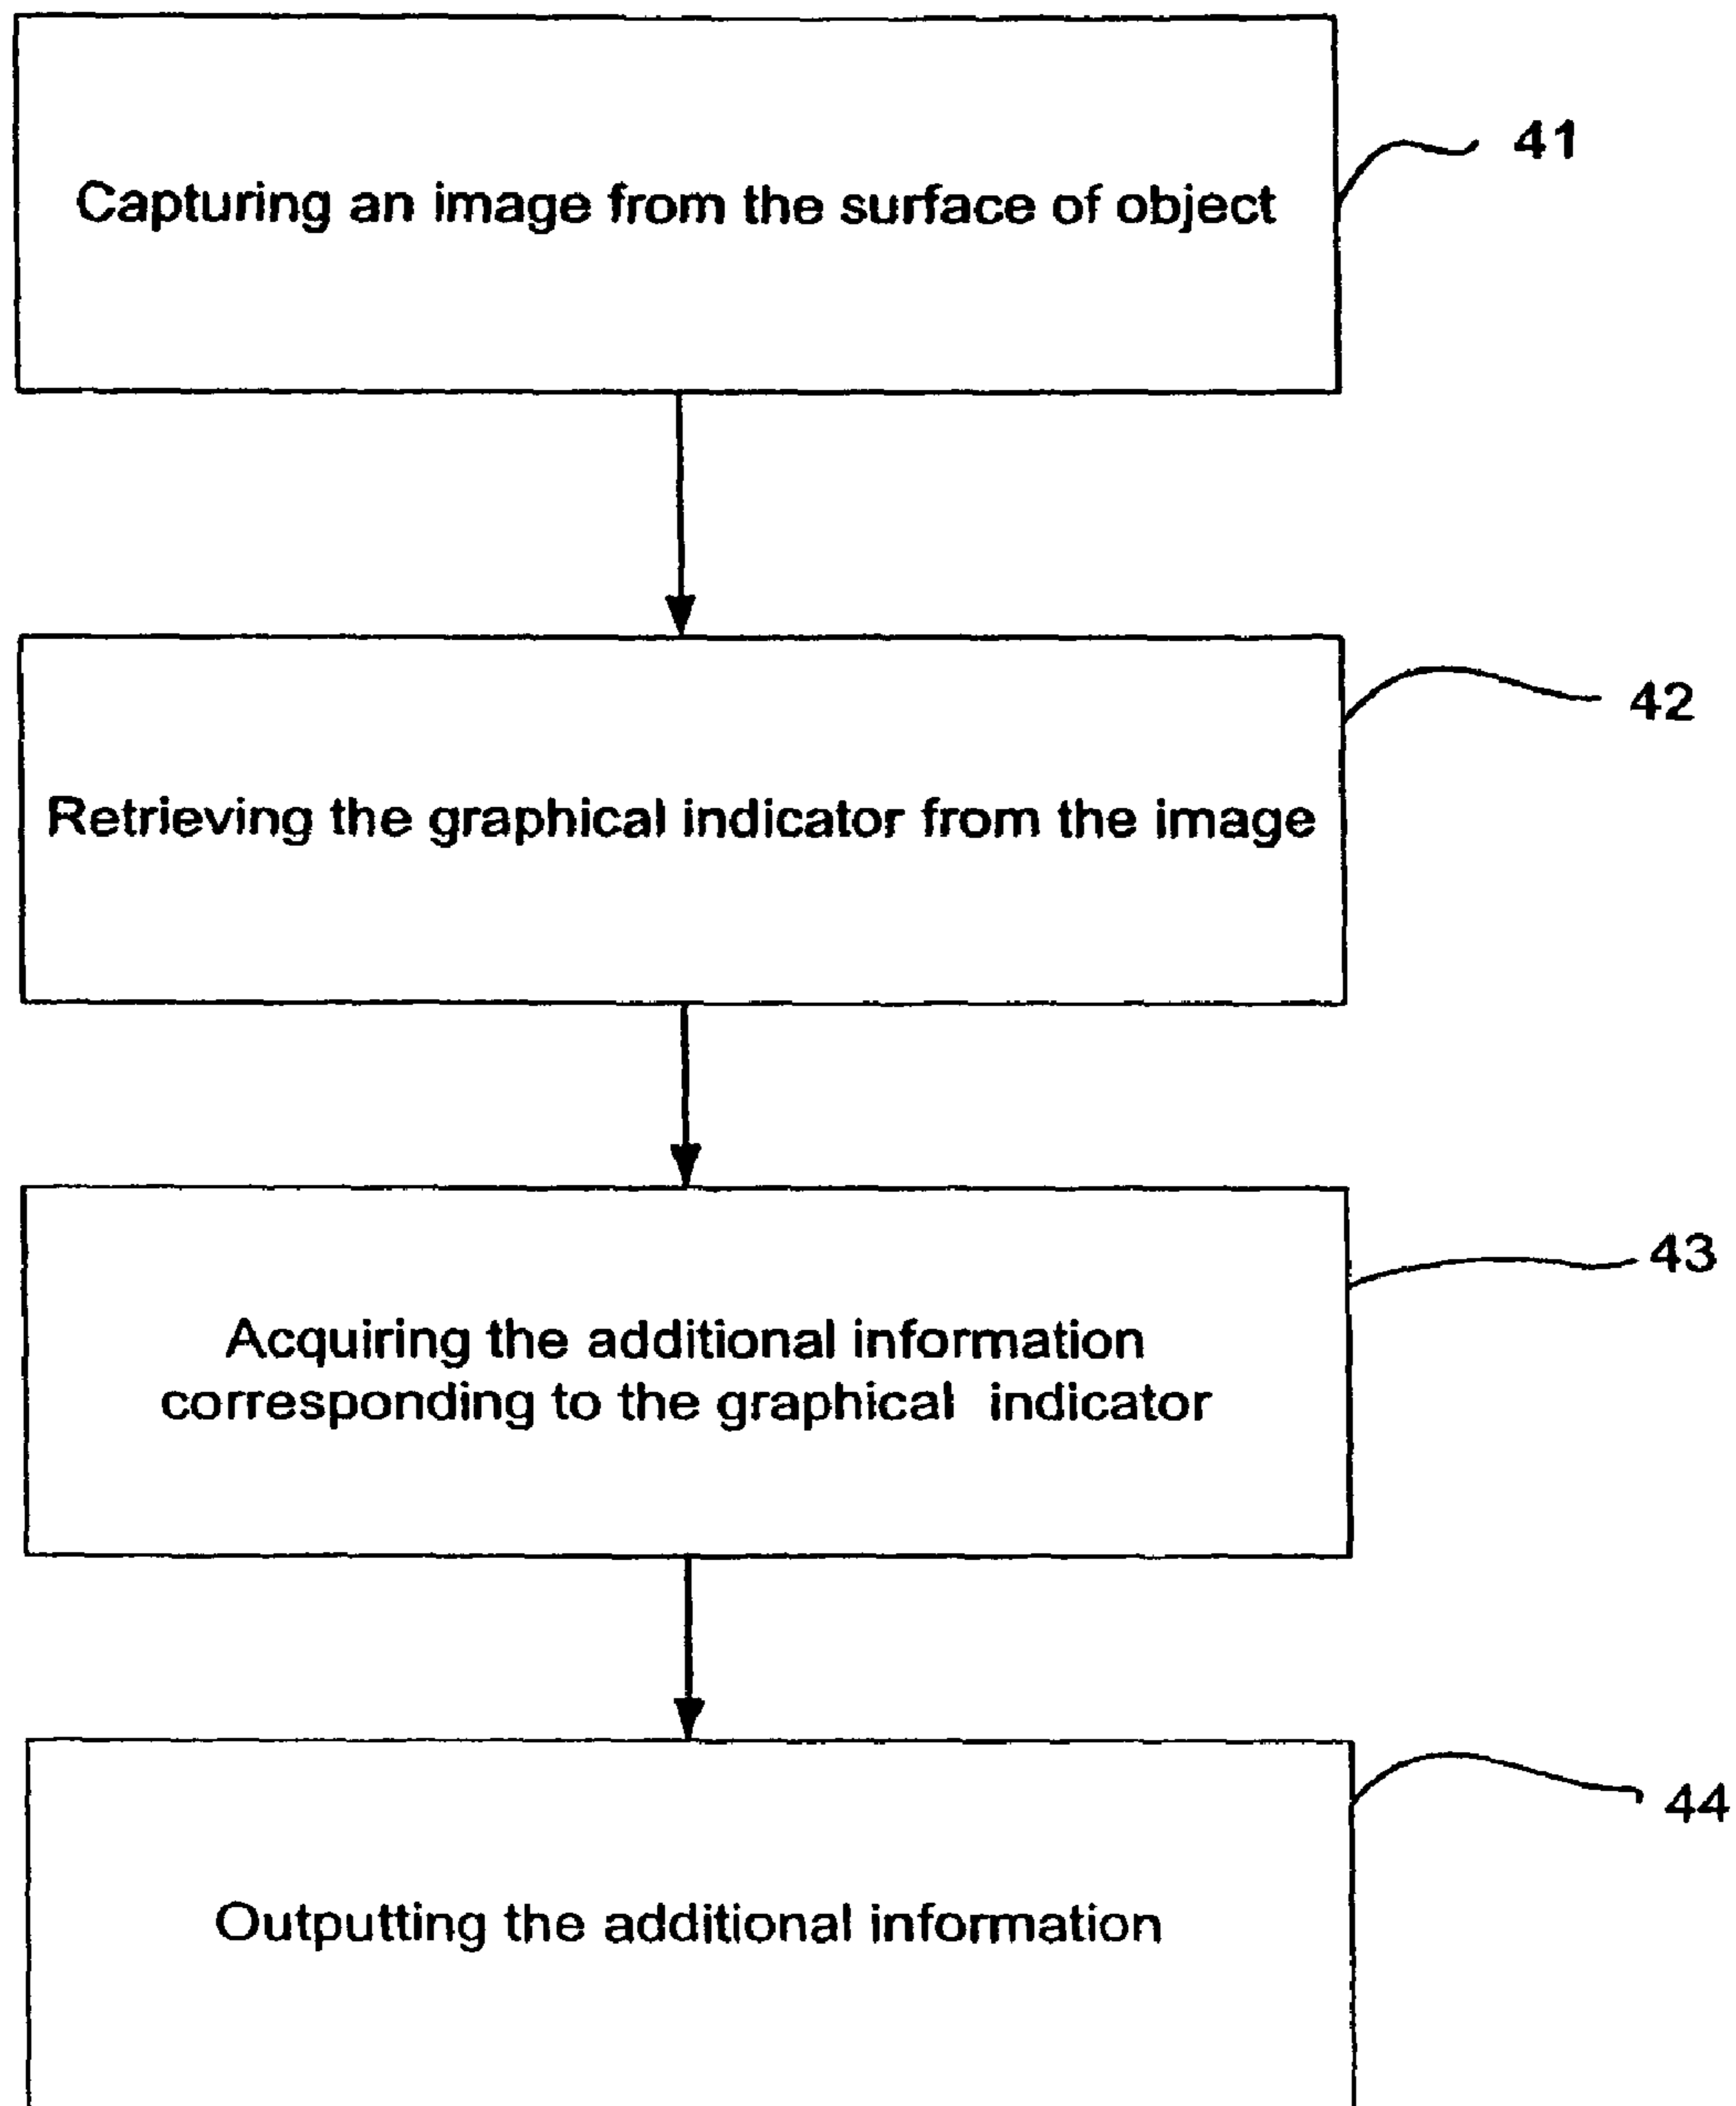 Capturing an image from the surface of object
41
Retrieving the graphical indicator from the image
42
Acquiring the additional information
corresponding to the graphical indicator
43
Outputting the additional information
44